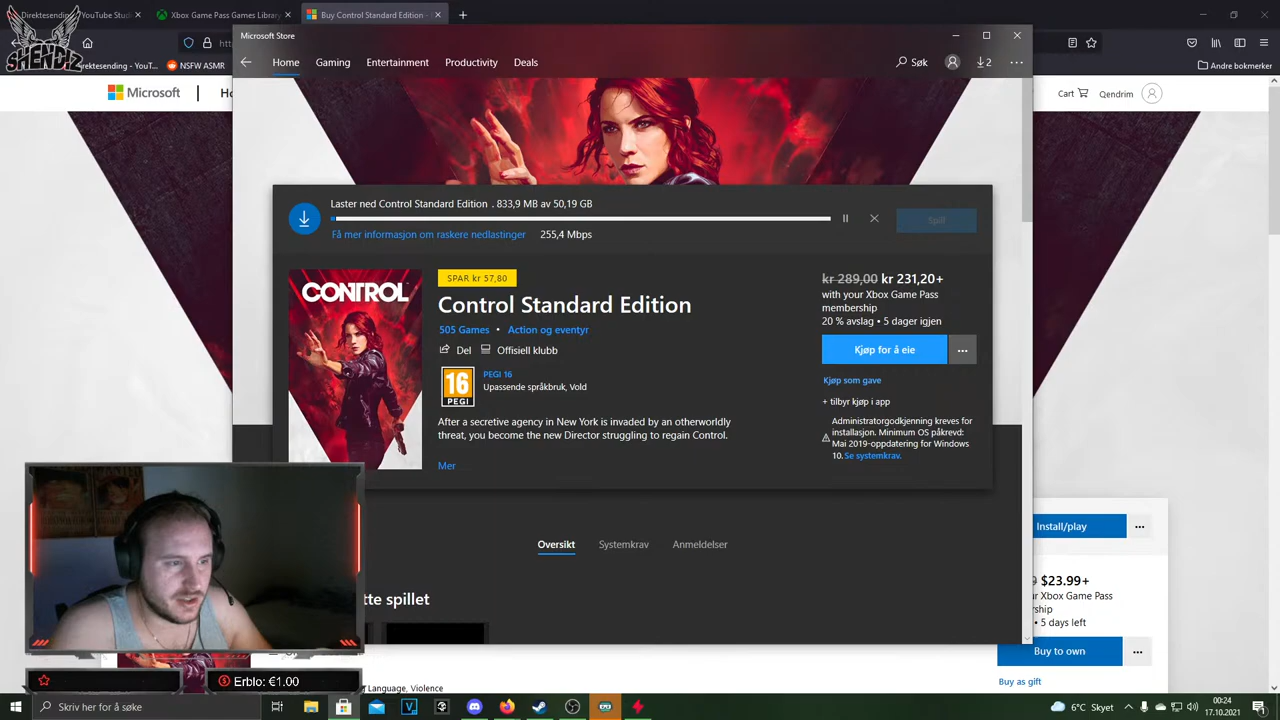 Direktesending - YouTube Studi
Xbox Game Pass Games Library
Buy Control Standard Edition -
SHENDIZ
Direktesending - YouT...
NSFW ASMR
Andre bokmerker
Microsoft
Cart
Qendrim
Microsoft Store
Home
Gaming
Entertainment
Productivity
Deals
Søk
2
Laster ned Control Standard Edition . 833,9 MB av 50,19 GB
Få mer informasjon om raskere nedlastinger
255,4 Mbps
Spill
CONTROL
SPAR kr 57,80
Control Standard Edition
505 Games • Action og eventyr
Del
Offisiell klubb
16
PEGI
PEGI 16
Upassende språkbruk, Vold
After a secretive agency in New York is invaded by an otherworldly
threat, you become the new Director struggling to regain Control.
Mer
kr 289,00 kr 231,20+
with your Xbox Game Pass
membership
20 % avslag • 5 dager igjen
Kjøp for å eie
Kjøp som gave
+ tilbyr kjøp i app
Administratorgodkjenning kreves for
installasjon. Minimum OS påkrevd:
Mai 2019-oppdatering for Windows
10. Se systemkrav.
Oversikt
Systemkrav
Anmeldelser
tte spillet
Install/play
$23.99+
ur Xbox Game Pass
rship
5 days left
Buy to own
Buy as gift
Language, Violence
Erblo: €1.00
Skriv her for å søke
6°C Skyet
00:24
17.10.2021